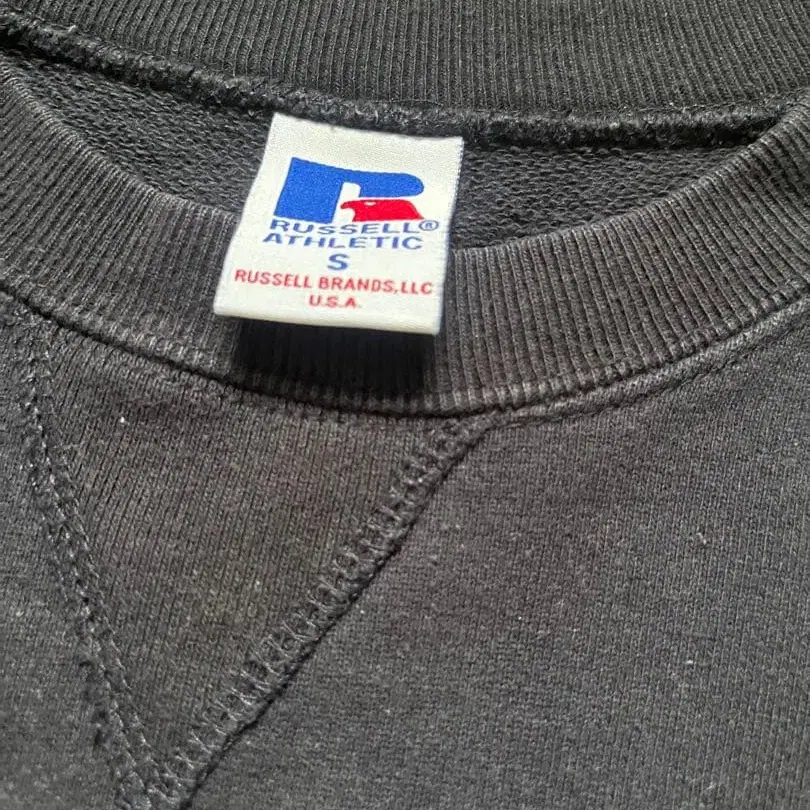 RUSSELL®
ATHLETIC
S
RUSSELL BRANDS,LLC
U.S.A.